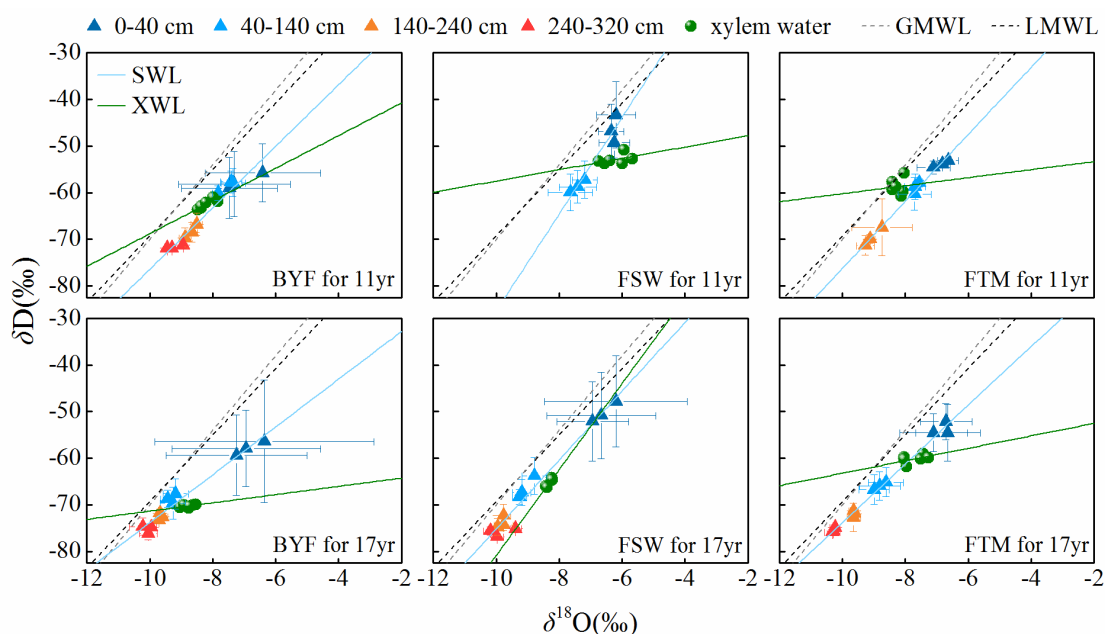 0-40 cm 40-140 cm 140-240 cm 240-320 cm xylem water GMWL LMWL
-30
SWL
-40
XWL
-50
-60
-70
-80
BYF for 11yr FSW for 11yr FTM for 11yr
δD(‰)
-30
-40
-50
-60
-70
-80
BYF for 17yr FSW for 17yr FTM for 17yr
-12 -10 -8 -6 -4 -2 -12 -10 -8 -6 -4 -2 -12 -10 -8 -6 -4 -2
δ¹⁸O(‰)